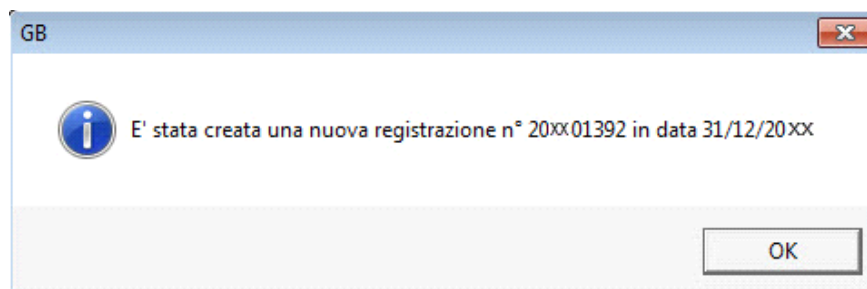 GB
E' stata creata una nuova registrazione n° 20xx01392 in data 31/12/20xx
OK